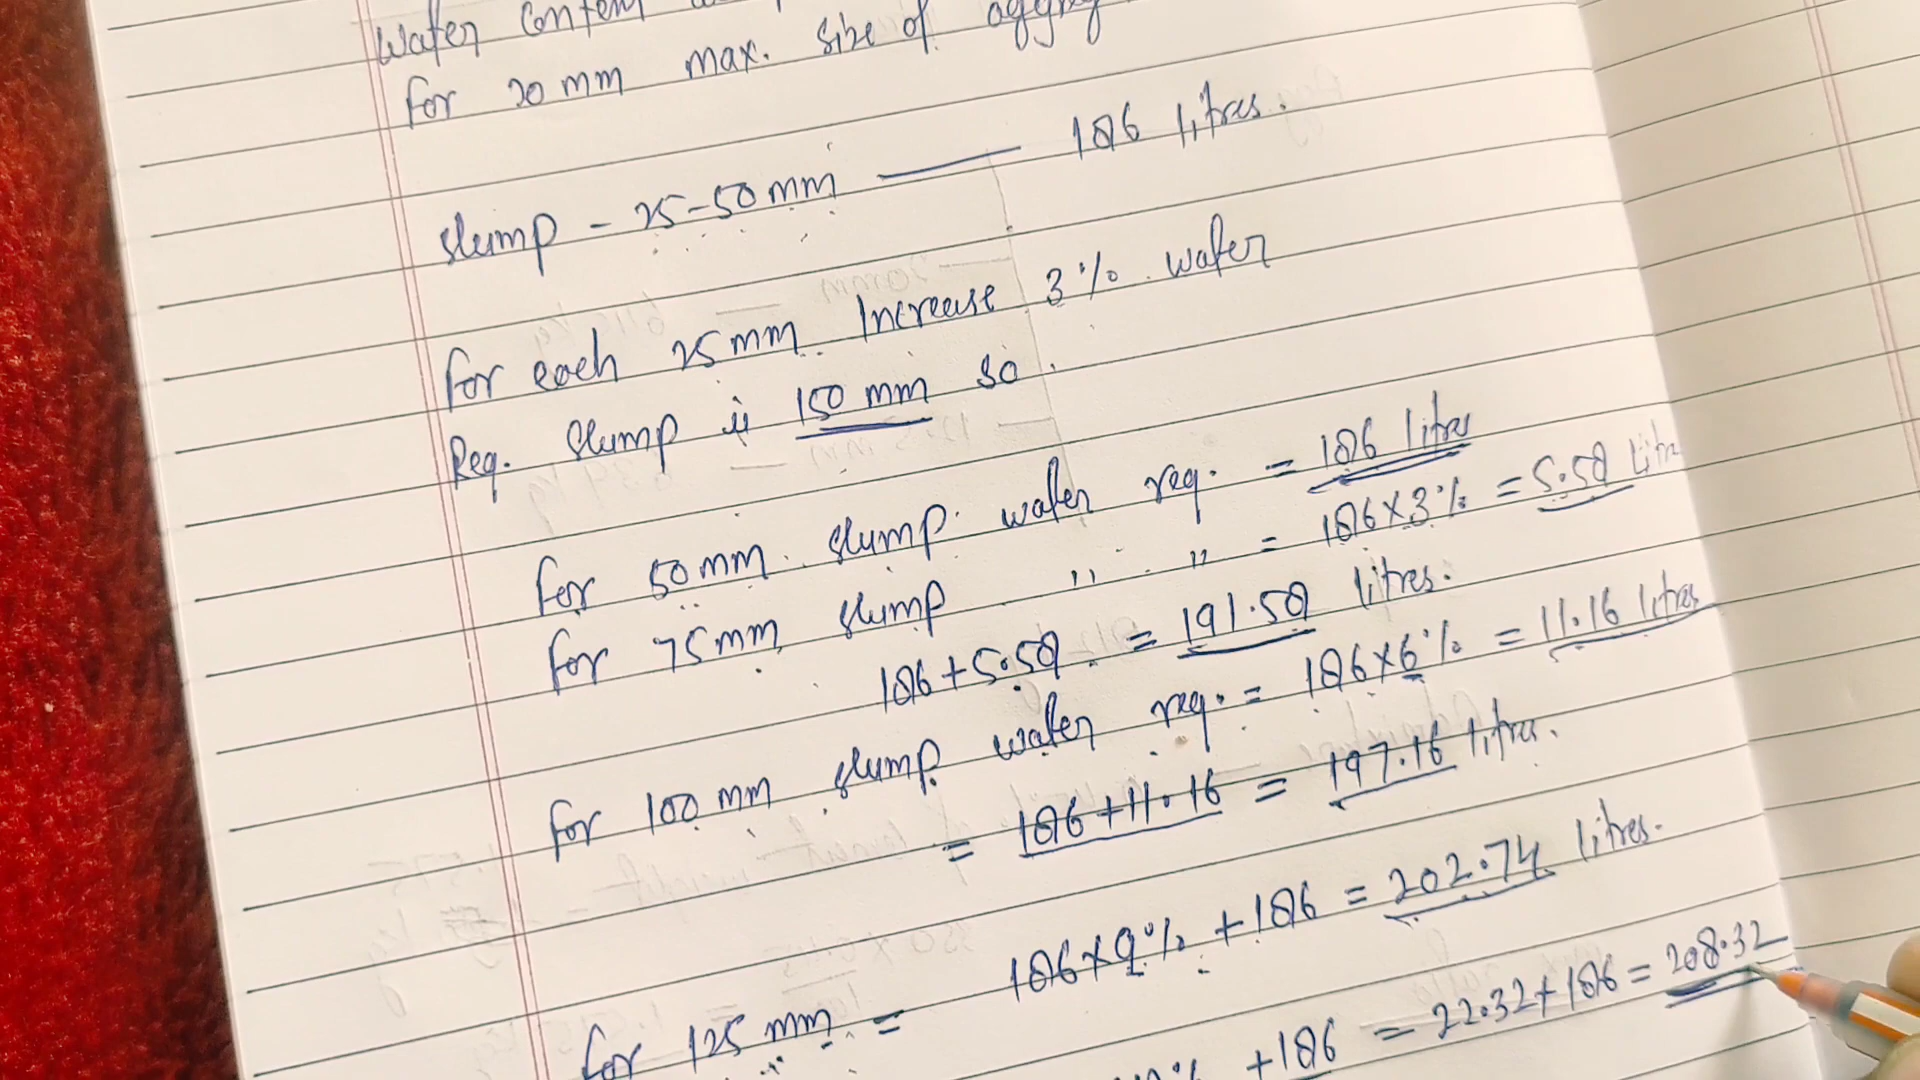 Water Content
For 20 mm max. size of
Slump - 25-50 mm — 186 litres.
For each 25 mm Increase 3% water
Req. Slump is 150 mm so
For 50 mm slump water req. = 186 litres
For 75 mm slump " " = 186 x 3% = 5.58
186 + 5.58 = 191.58 litres.
For 100 mm slump water req. = 186 x 6% = 11.16 litres
= 186 + 11.16 = 197.16 litres.
For 125 mm = 186 x 9% + 186 = 202.74 litres.
+ 186 = 22.32 + 186 = 208.32